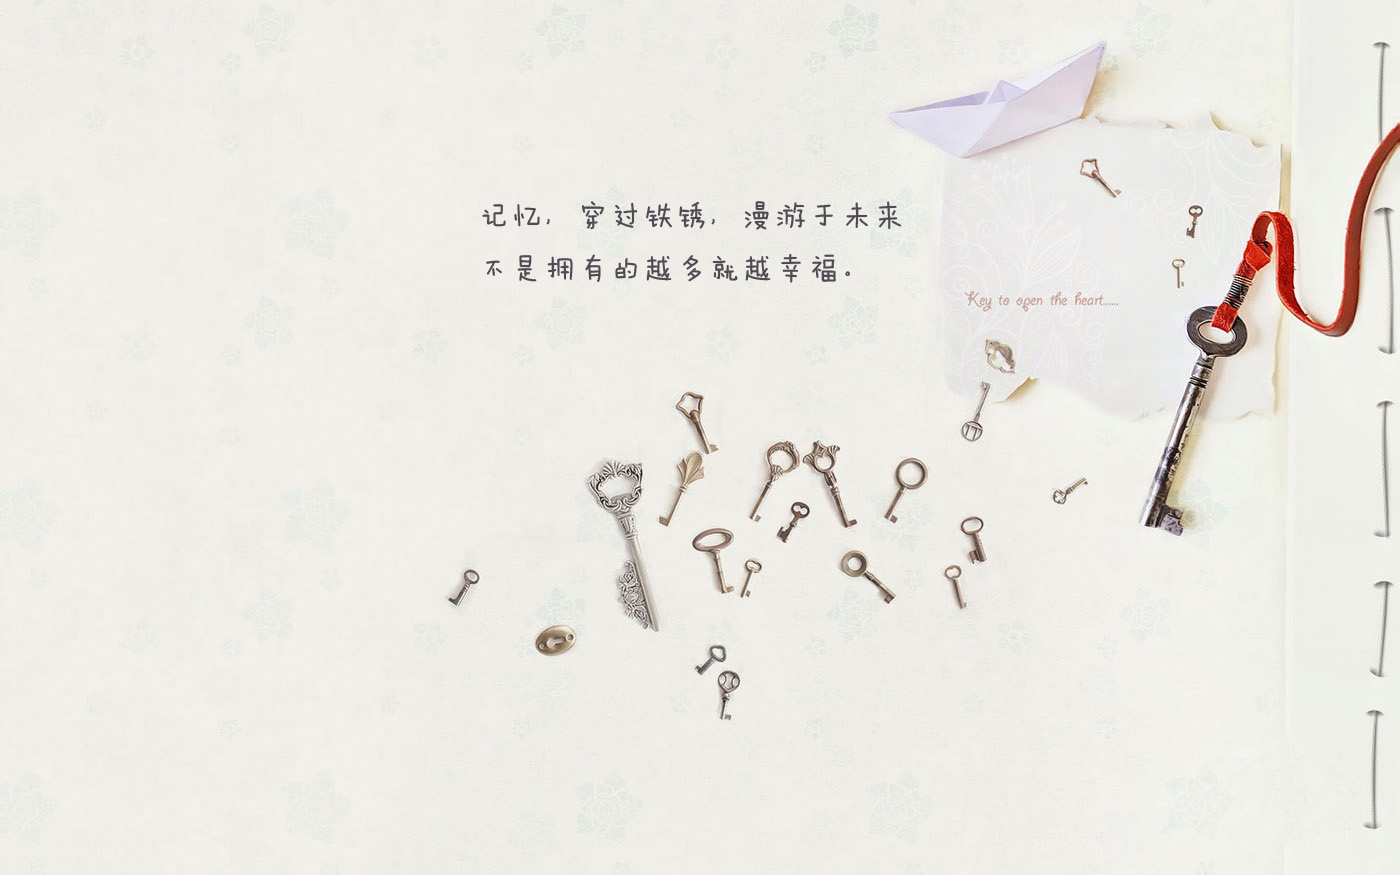 记忆，穿过铁锈，漫游于未来
不是拥有的越多就越幸福。
Key to open the heart......